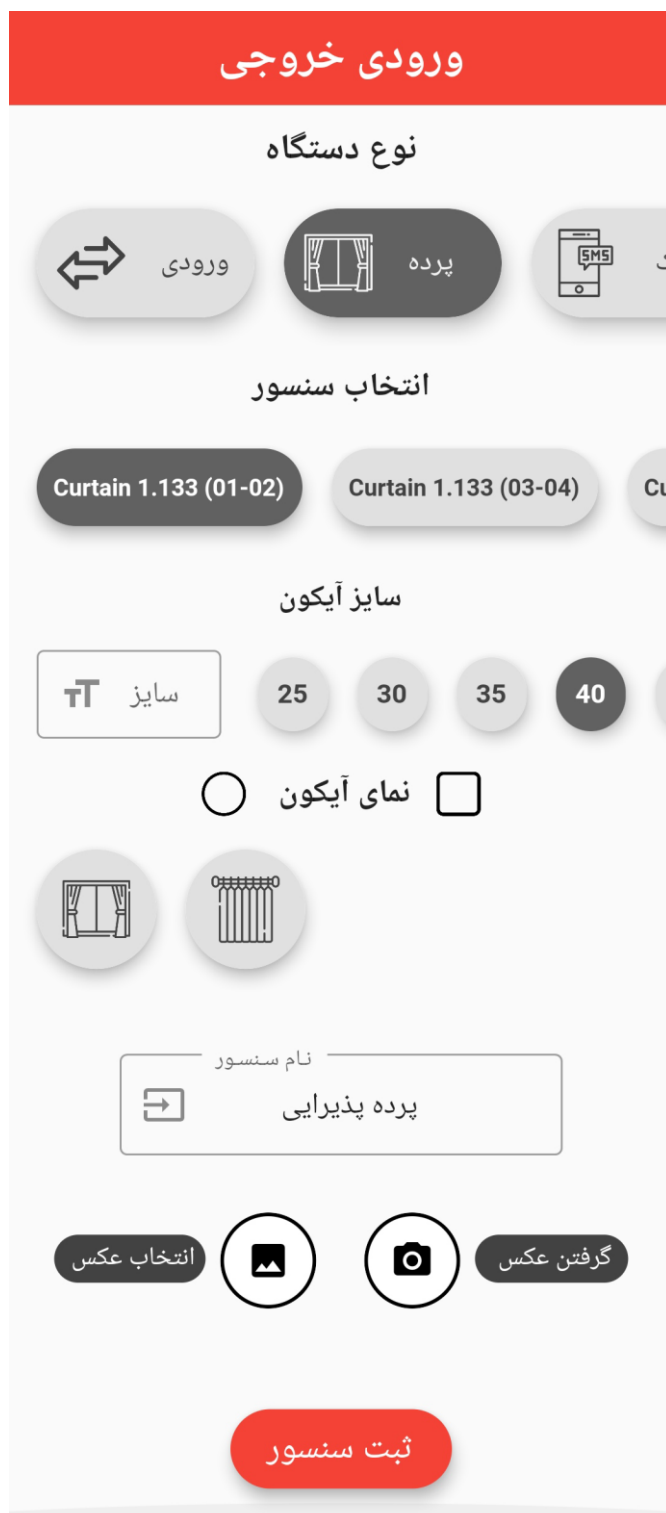 ورودی خروجی
نوع دستگاه
ورودی
پرده
SMS
انتخاب سنسور
Curtain 1.133 (01-02)
Curtain 1.133 (03-04)
سایز آیکون
سایز
25
30
35
40
نمای آیکون
نام سنسور
پرده پذیرایی
گرفتن عکس
انتخاب عکس
ثبت سنسور